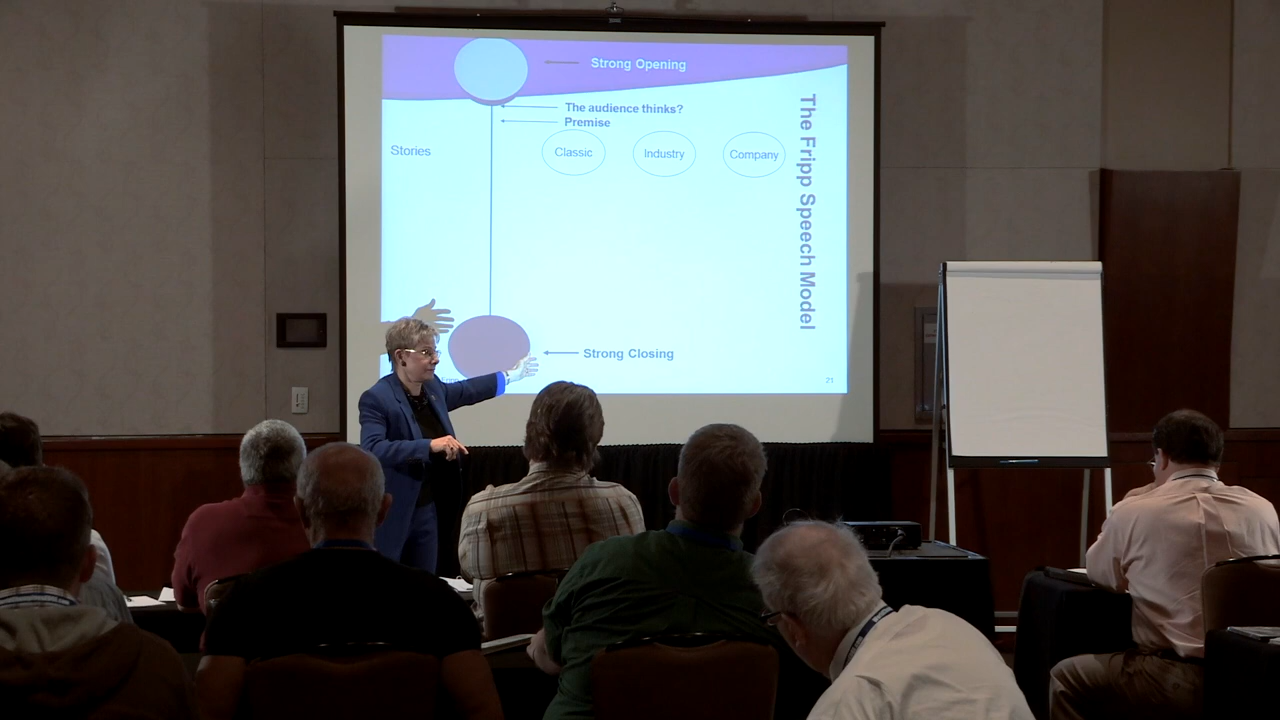 Strong Opening
The audience thinks?
Premise
Stories
Classic
Industry
Company
The Fripp Speech Model
Strong Closing
21